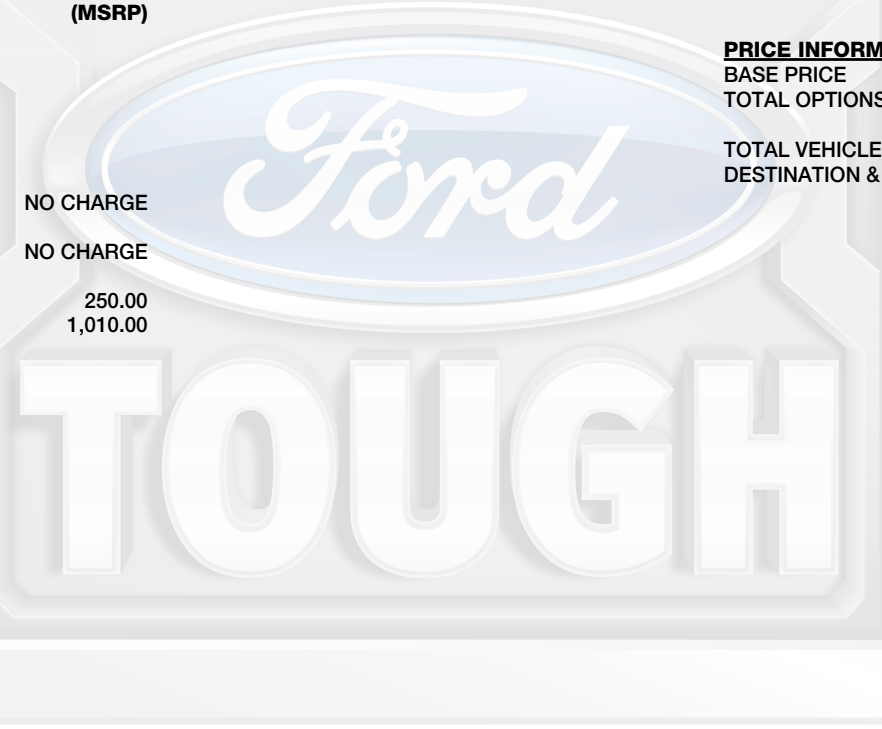 (MSRP)
NO CHARGE
NO CHARGE
250.00
1,010.00
PRICE INFORM
BASE PRICE
TOTAL OPTIONS
TOTAL VEHICLE
DESTINATION &
Ford
TOUGH